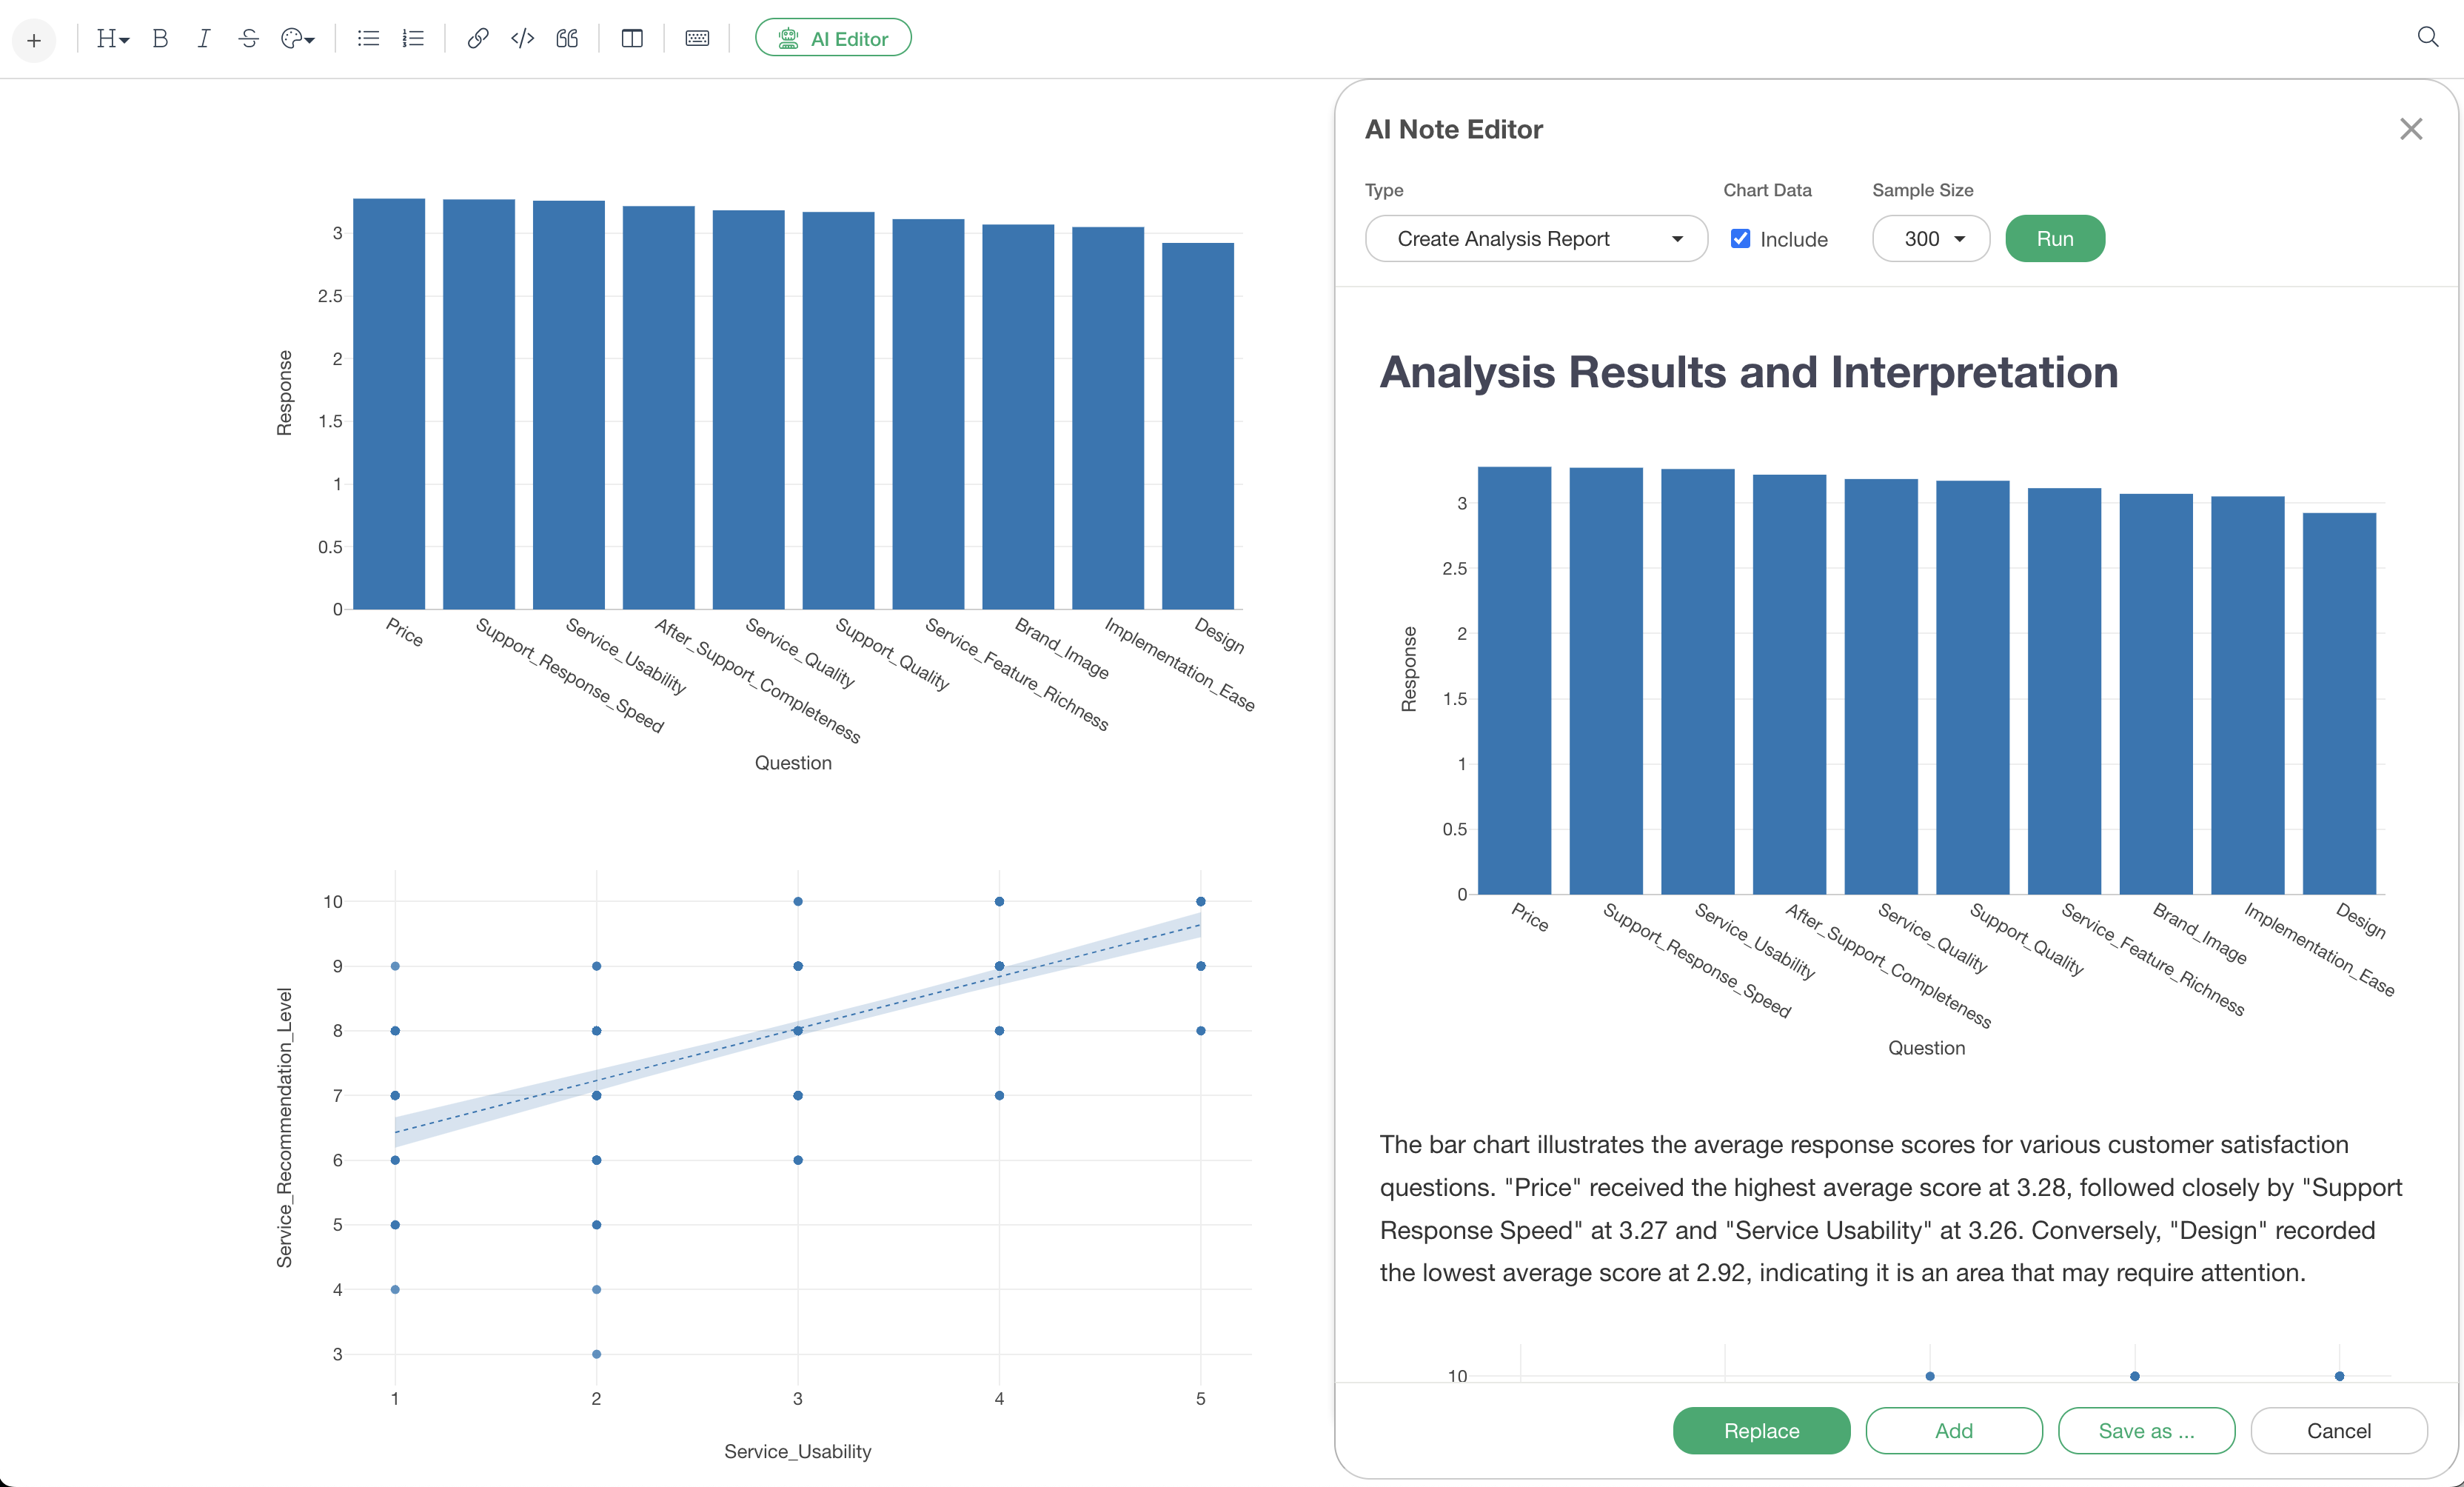 AI Editor
3
2.5
2
1.5
1
0.5
0
Response
Price
Support_Response_Speed
Service_Usability
After_Support_Completeness
Service_Quality
Support_Quality
Service_Feature_Richness
Brand_Image
Implementation_Ease
Design
Question
10
9
8
7
6
5
4
3
Service_Recommendation_Level
1
2
3
4
5
Service_Usability
AI Note Editor
Type
Chart Data
Sample Size
Create Analysis Report
Include
300
Run
Analysis Results and Interpretation
3
2.5
2
1.5
1
0.5
0
Response
Price
Support_Response_Speed
Service_Usability
After_Support_Completeness
Service_Quality
Support_Quality
Service_Feature_Richness
Brand_Image
Implementation_Ease
Design
Question
The bar chart illustrates the average response scores for various customer satisfaction
questions. "Price" received the highest average score at 3.28, followed closely by "Support
Response Speed" at 3.27 and "Service Usability" at 3.26. Conversely, "Design" recorded
the lowest average score at 2.92, indicating it is an area that may require attention.
10
Replace
Add
Save as ...
Cancel